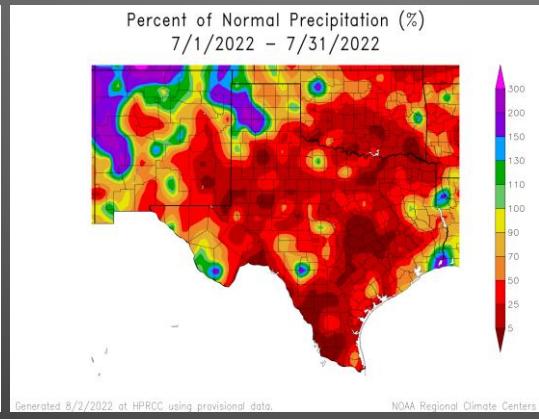 Percent of Normal Precipitation (%)
7/1/2022 – 7/31/2022
300
200
150
130
110
100
90
70
50
25
5
Generated 8/2/2022 at HPRCC using provisional data.
NOAA Regional Climate Centers